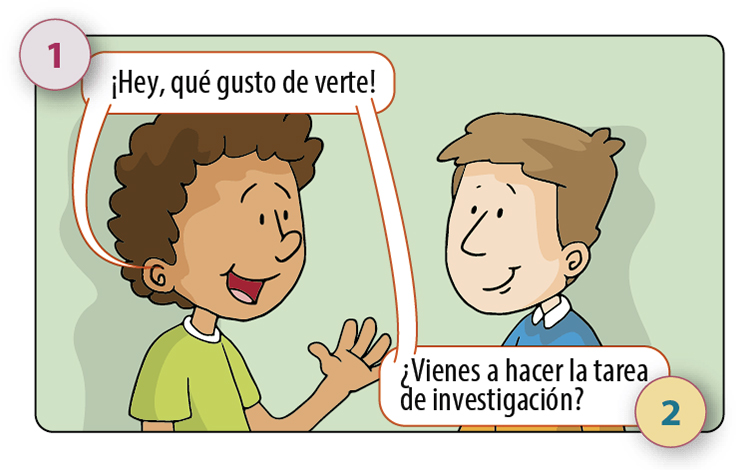 1
¡Hey, qué gusto de verte!
¿Vienes a hacer la tarea
de investigación?
2